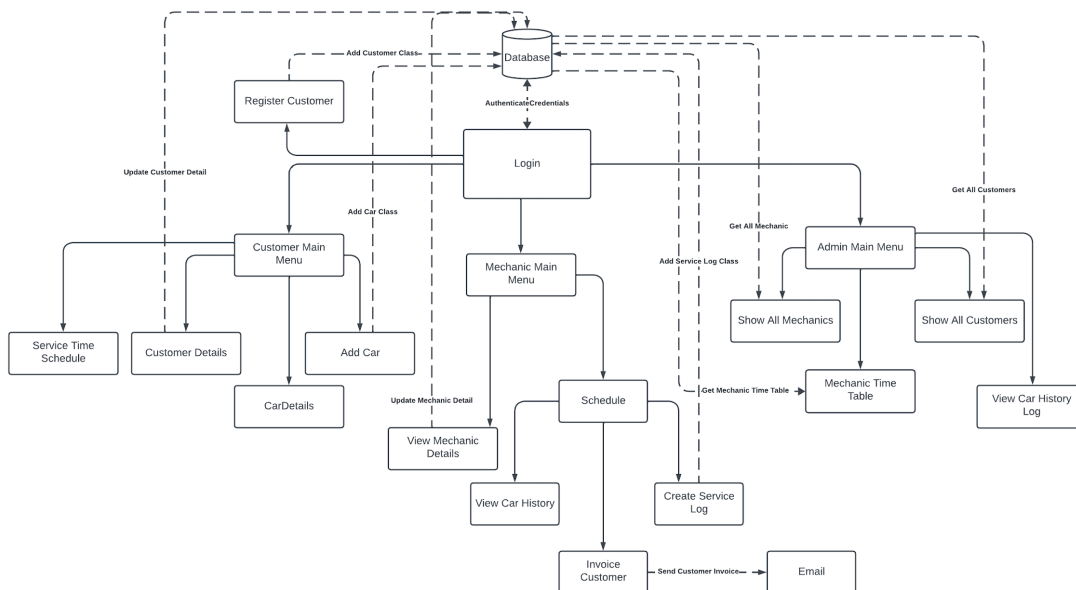 Add Customer Class
Database
Register Customer
AuthenticateCredentials
Login
Update Customer Detail
Add Car Class
Get All Customers
Get All Mechanic
Customer Main
Menu
Mechanic Main
Menu
Add Service Log Class
Admin Main Menu
Service Time
Schedule
Customer Details
Add Car
Show All Mechanics
Show All Customers
CarDetails
Update Mechanic Detail
Schedule
Get Mechanic Time Table
Mechanic Time
Table
View Car History
Log
View Mechanic
Details
View Car History
Create Service
Log
Invoice
Customer
Send Customer Invoice
Email